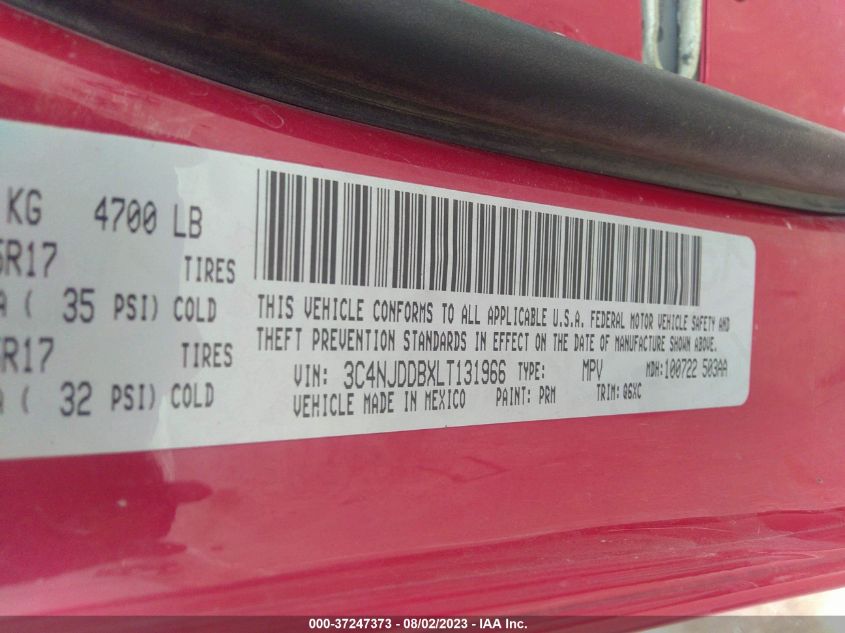 KG 4700 LB
5R17 TIRES
A ( 35 PSI) COLD
R17 TIRES
A ( 32 PSI) COLD
THIS VEHICLE CONFORMS TO ALL APPLICABLE U.S.A. FEDERAL MOTOR VEHICLE SAFETY AND
THEFT PREVENTION STANDARDS IN EFFECT ON THE DATE OF MANUFACTURE SHOWN ABOVE.
VIN: 3C4NJDDBXLT131966 TYPE: MPV MDH:100722 503AA
VEHICLE MADE IN MEXICO PAINT: PRM TRIM: Q6XC
000-37247373 - 08/02/2023 - IAA Inc.